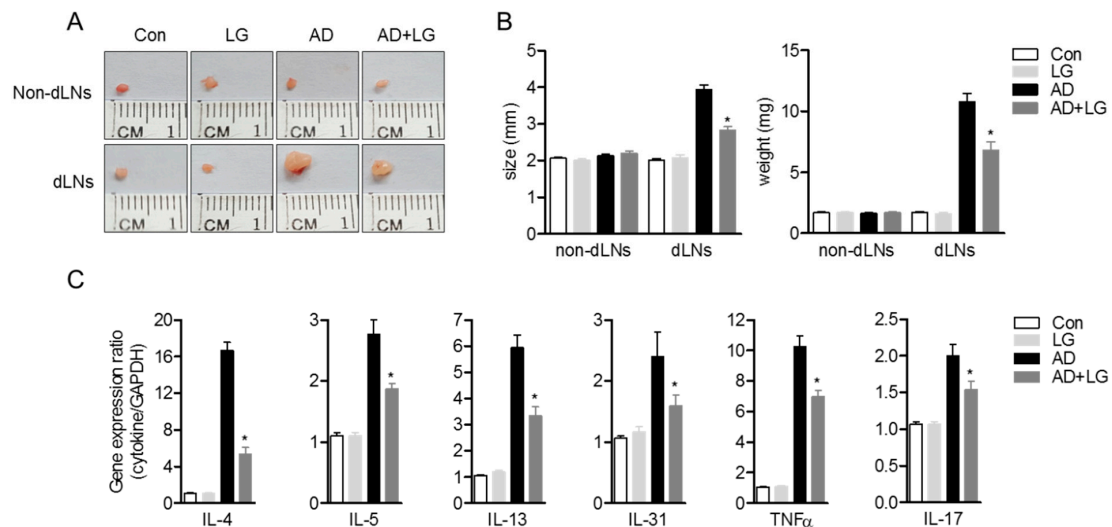 A
Con LG AD AD+LG
Non-dLNs
CM 1 CM 1 CM 1 CM 1
dLNs
CM 1 CM 1 CM 1 CM 1
B
size (mm)
5
4
3
2
1
0
*
non-dLNs dLNs
weight (mg)
15
10
5
0
*
non-dLNs dLNs
Con
LG
AD
AD+LG
C
Gene expression ratio
(cytokine/GAPDH)
20
16
12
8
4
0
*
IL-4
3
2
1
0
*
IL-5
7
6
5
4
3
2
1
0
*
IL-13
3
2
1
0
*
IL-31
12
10
8
6
4
2
0
*
TNFα
2.5
2.0
1.5
1.0
0.5
0.0
*
IL-17
Con
LG
AD
AD+LG